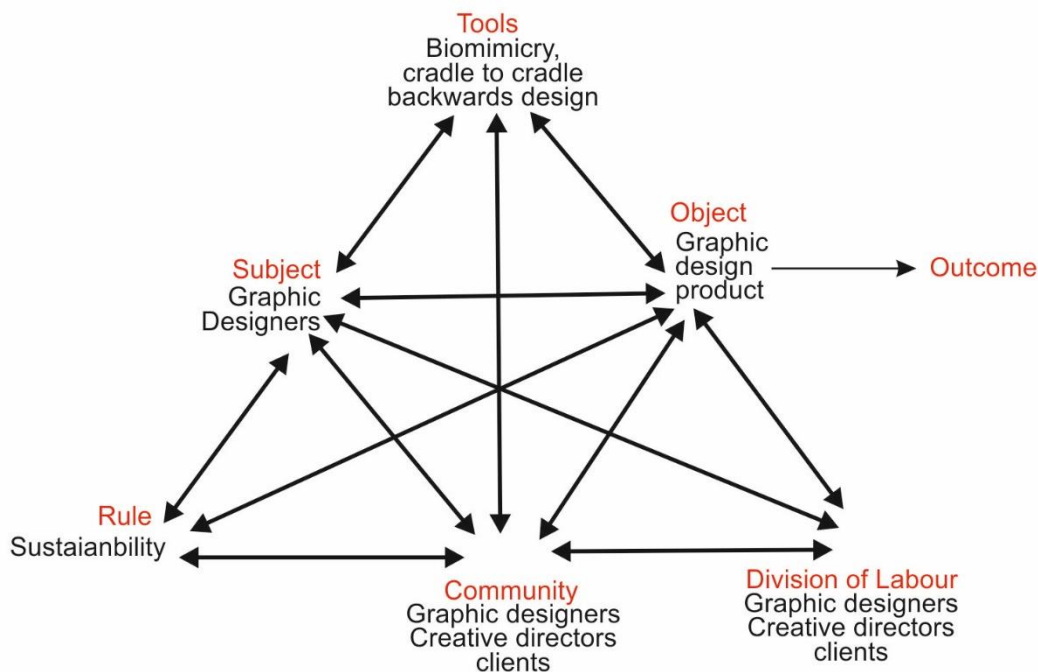 Tools
Biomimicry,
cradle to cradle
backwards design
Subject
Graphic
Designers
Object
Graphic
design
product
Outcome
Rule
Sustaianbility
Community
Graphic designers
Creative directors
clients
Division of Labour
Graphic designers
Creative directors
clients